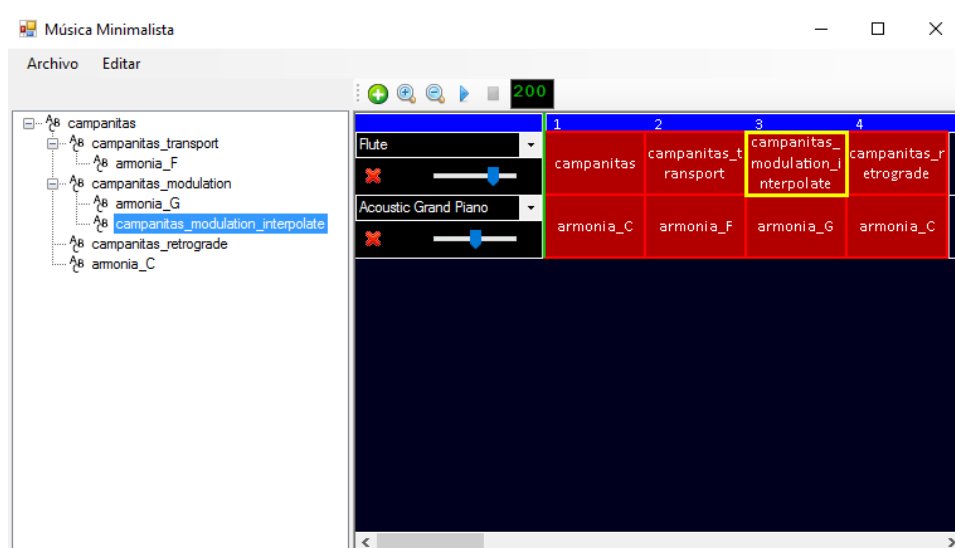 Música Minimalista
Archivo Editar
200
campanitas
campanitas_transport
armonia_F
campanitas_modulation
armonia_G
campanitas_modulation_interpolate
campanitas_retrograde
armonia_C
1 2 3 4
Flute
campanitas
campanitas_t
ransport
campanitas_
modulation_i
nterpolate
campanitas_r
etrograde
Acoustic Grand Piano
armonia_C
armonia_F
armonia_G
armonia_C